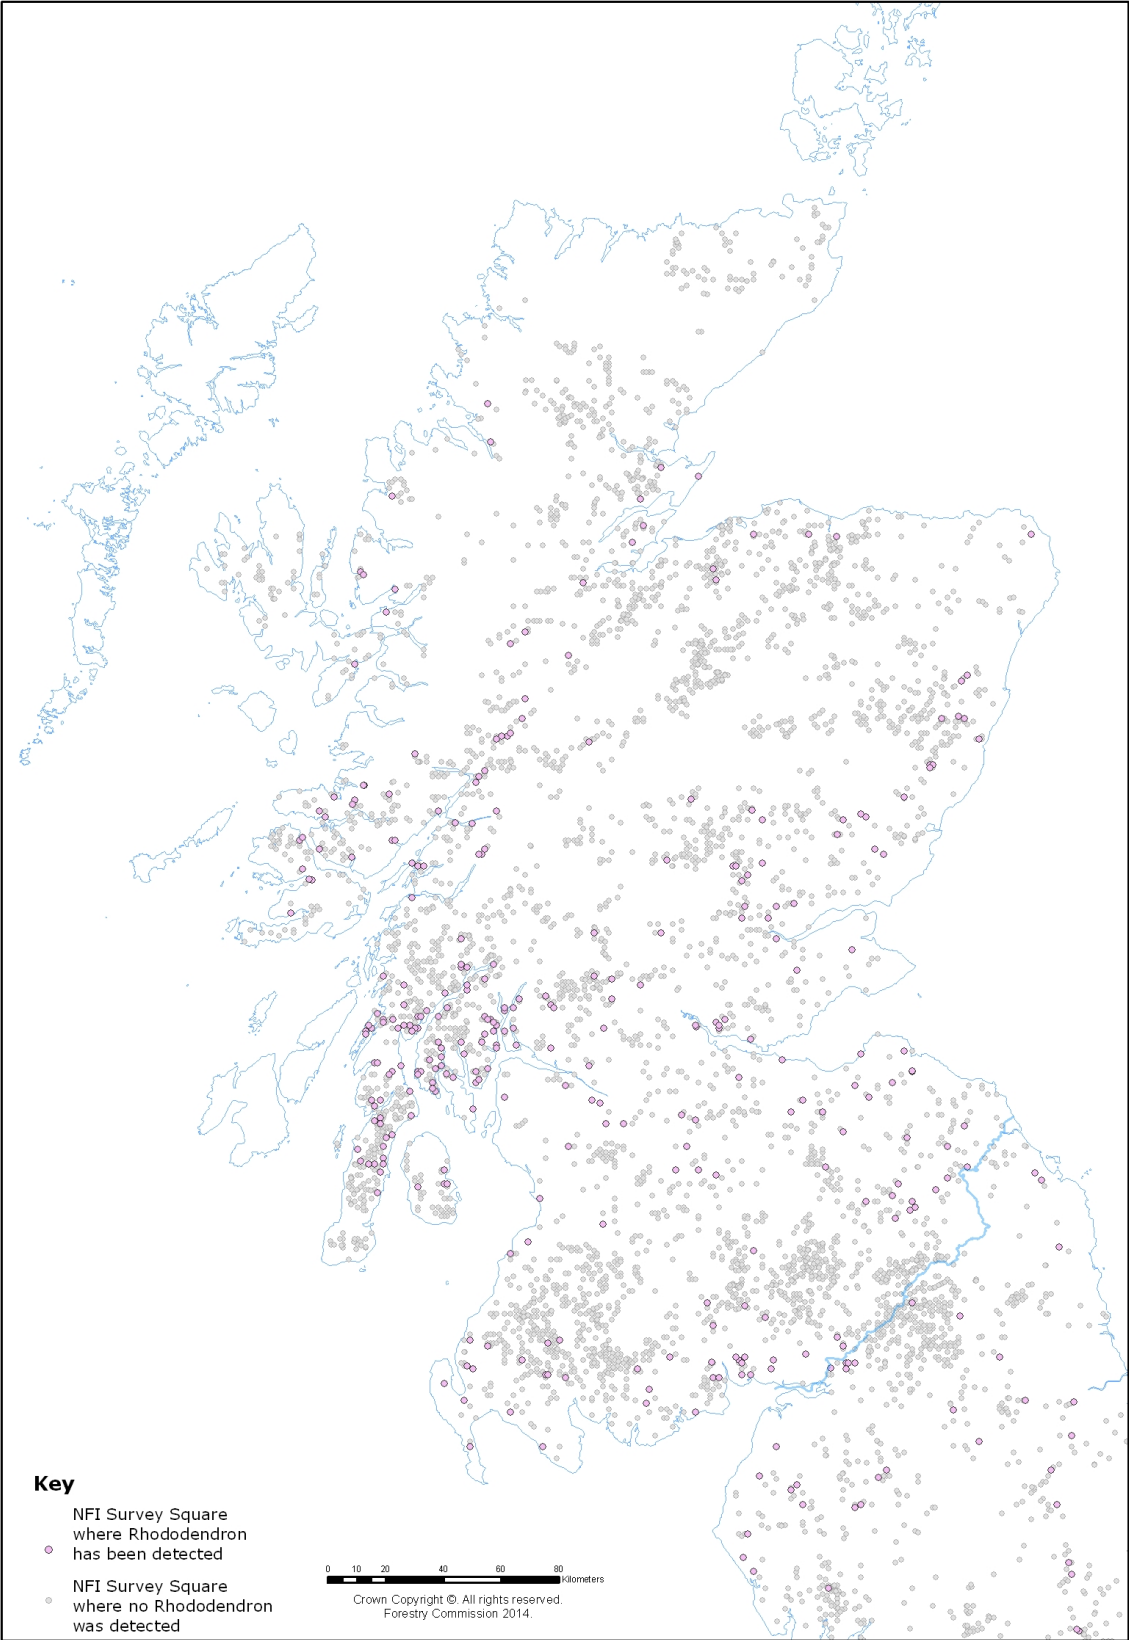 Key
NFI Survey Square
where Rhododendron
has been detected
NFI Survey Square
where no Rhododendron
was detected
0 10 20 40 60 80
Kilometers
Crown Copyright ©. All rights reserved.
Forestry Commission 2014.